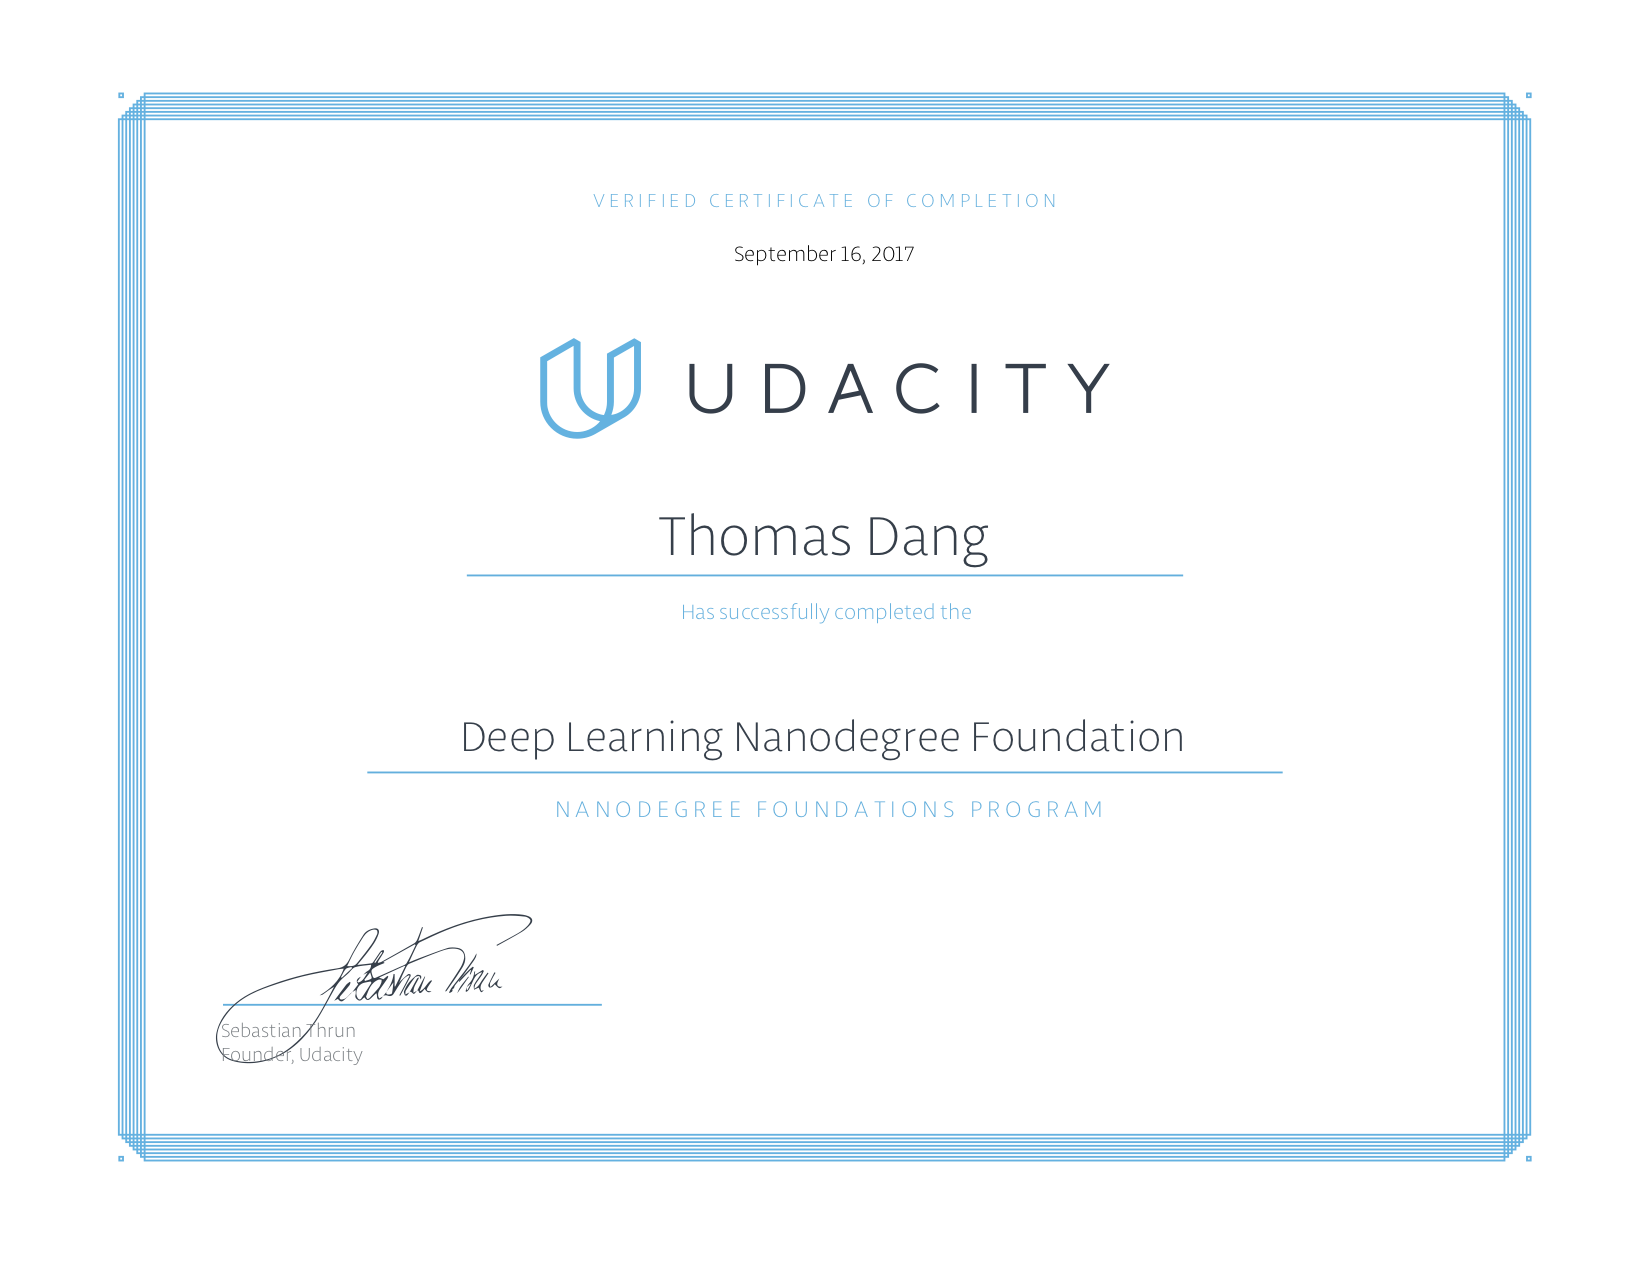 VERIFIED CERTIFICATE OF COMPLETION
September 16, 2017
UDACITY
Thomas Dang
Has successfully completed the
Deep Learning Nanodegree Foundation
NANODEGREE FOUNDATIONS PROGRAM
Sebastian Thrun
Sebastian Thrun
Founder, Udacity